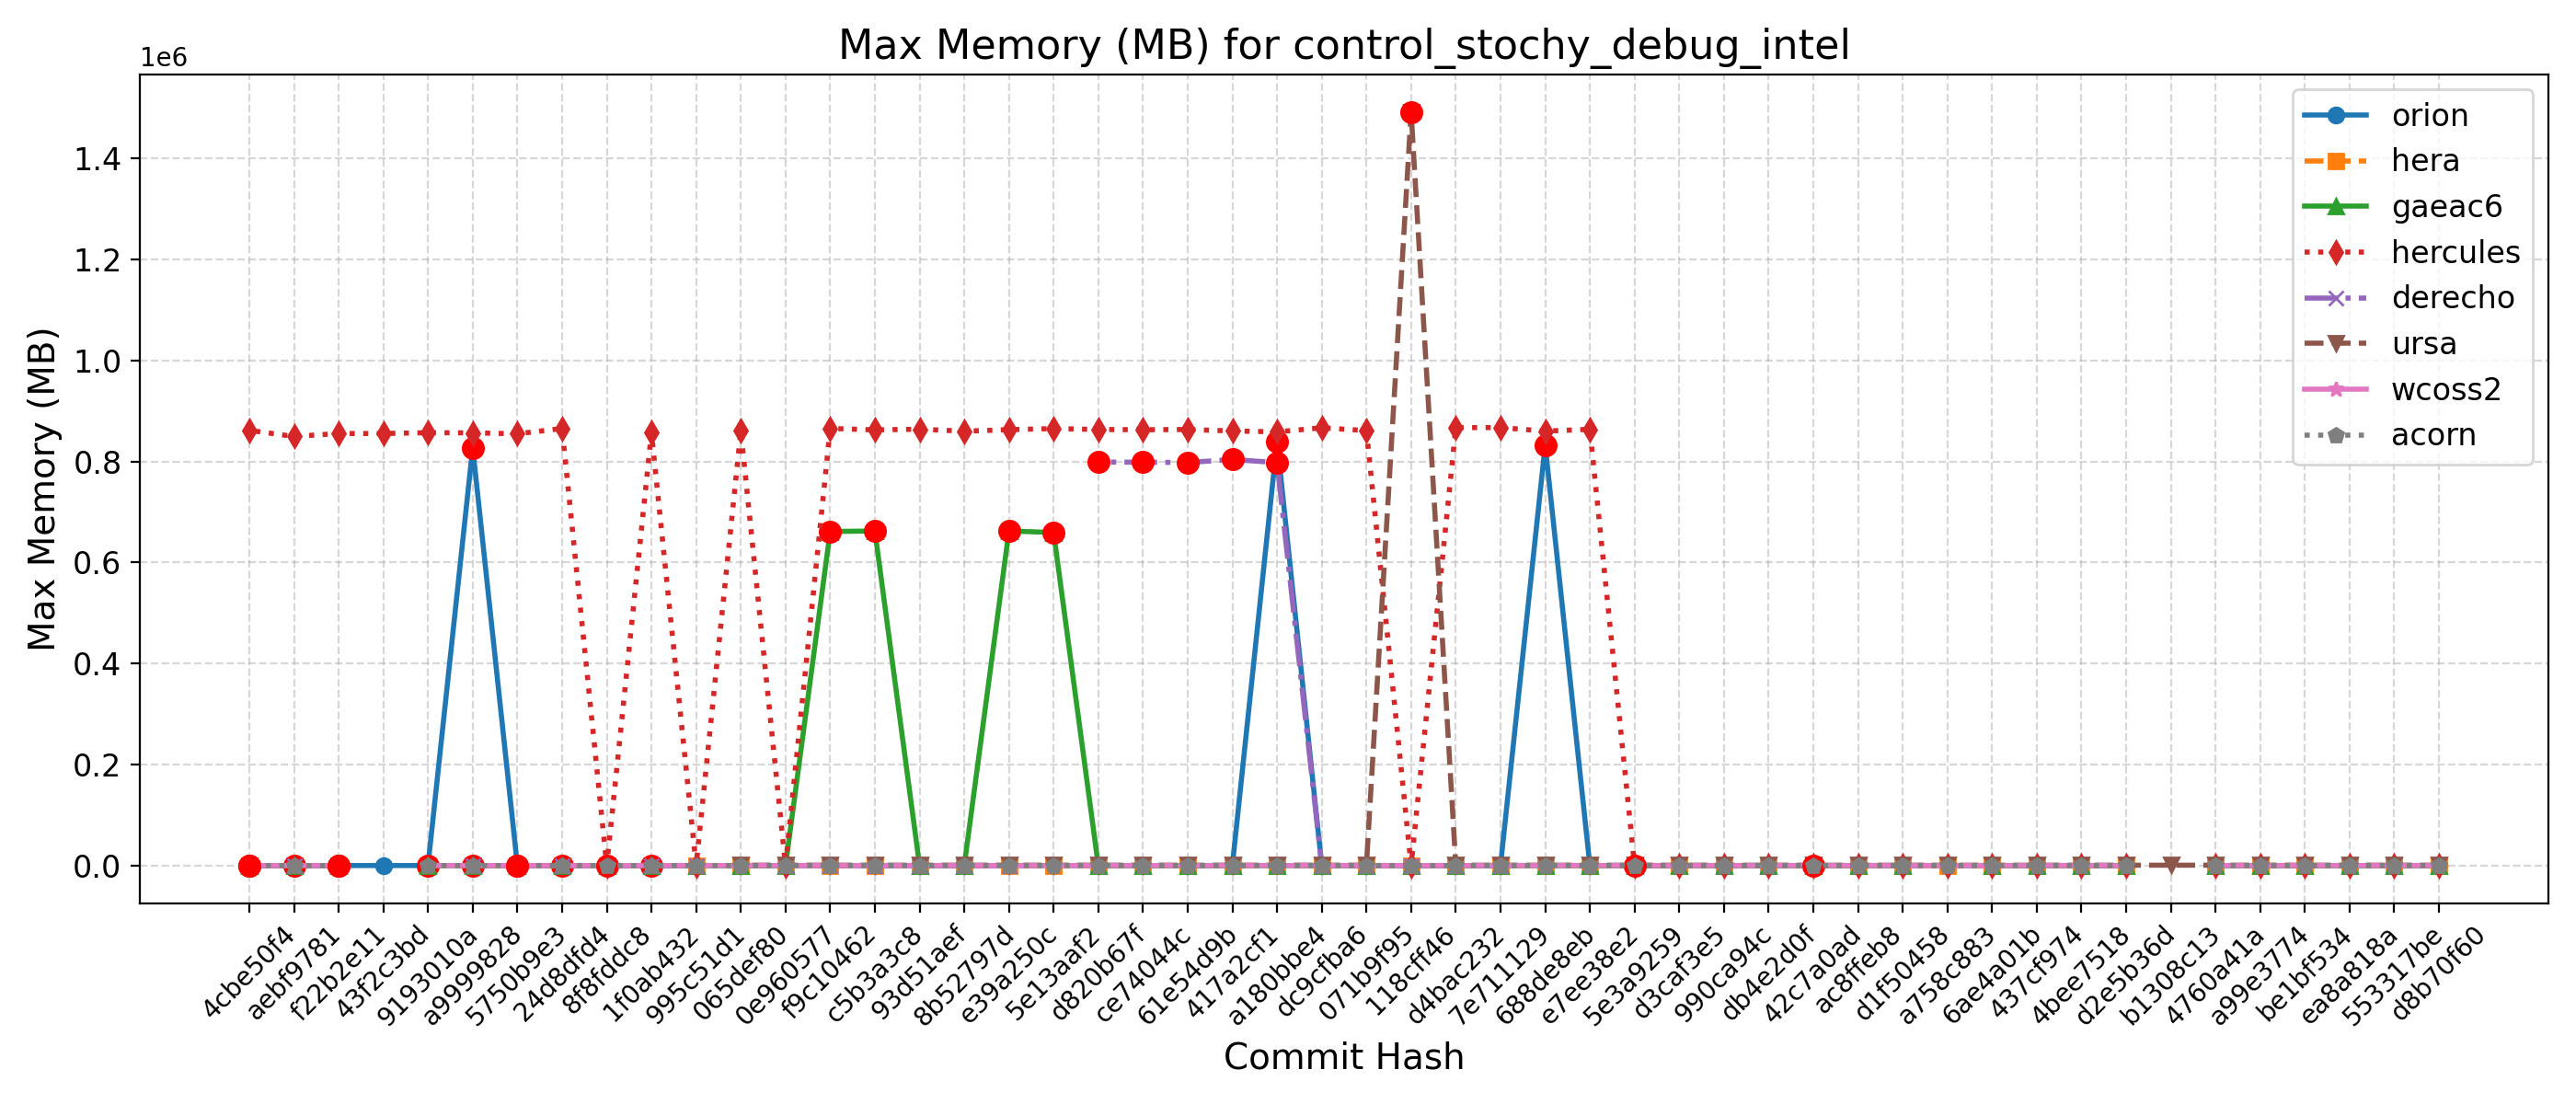 Max Memory (MB) for control_stochy_debug_intel
1e6
1.4
1.2
1.0
0.8
0.6
0.4
0.2
0.0
Max Memory (MB)
orion
hera
gaeac6
hercules
derecho
ursa
wcoss2
acorn
4cbe50f4
aebf9781
f22b2e11
43f2c3bd
9193010a
a9999828
5750b9e3
24d8dfd4
8f8fddc8
1f0ab432
995c51d1
065def80
0e960577
f9c10462
c5b3a3c8
93d51aef
8b52797d
e39a250c
5e13aaf2
d820b67f
ce74044c
61e54d9b
417a2cf1
a180bbe4
dc9cfba6
071b9f95
118cff46
d4bac232
7e711129
688de8eb
e7ee38e2
5e3a9259
d3caf3e5
990ca94c
db4e2d0f
42c7a0ad
ac8ffeb8
d1f50458
a758c883
6ae4a01b
437cf974
4bee7518
d2e5b36d
b1308c13
4760a41a
a99e3774
be1bf534
ea8a818a
553317be
d8b70f60
Commit Hash